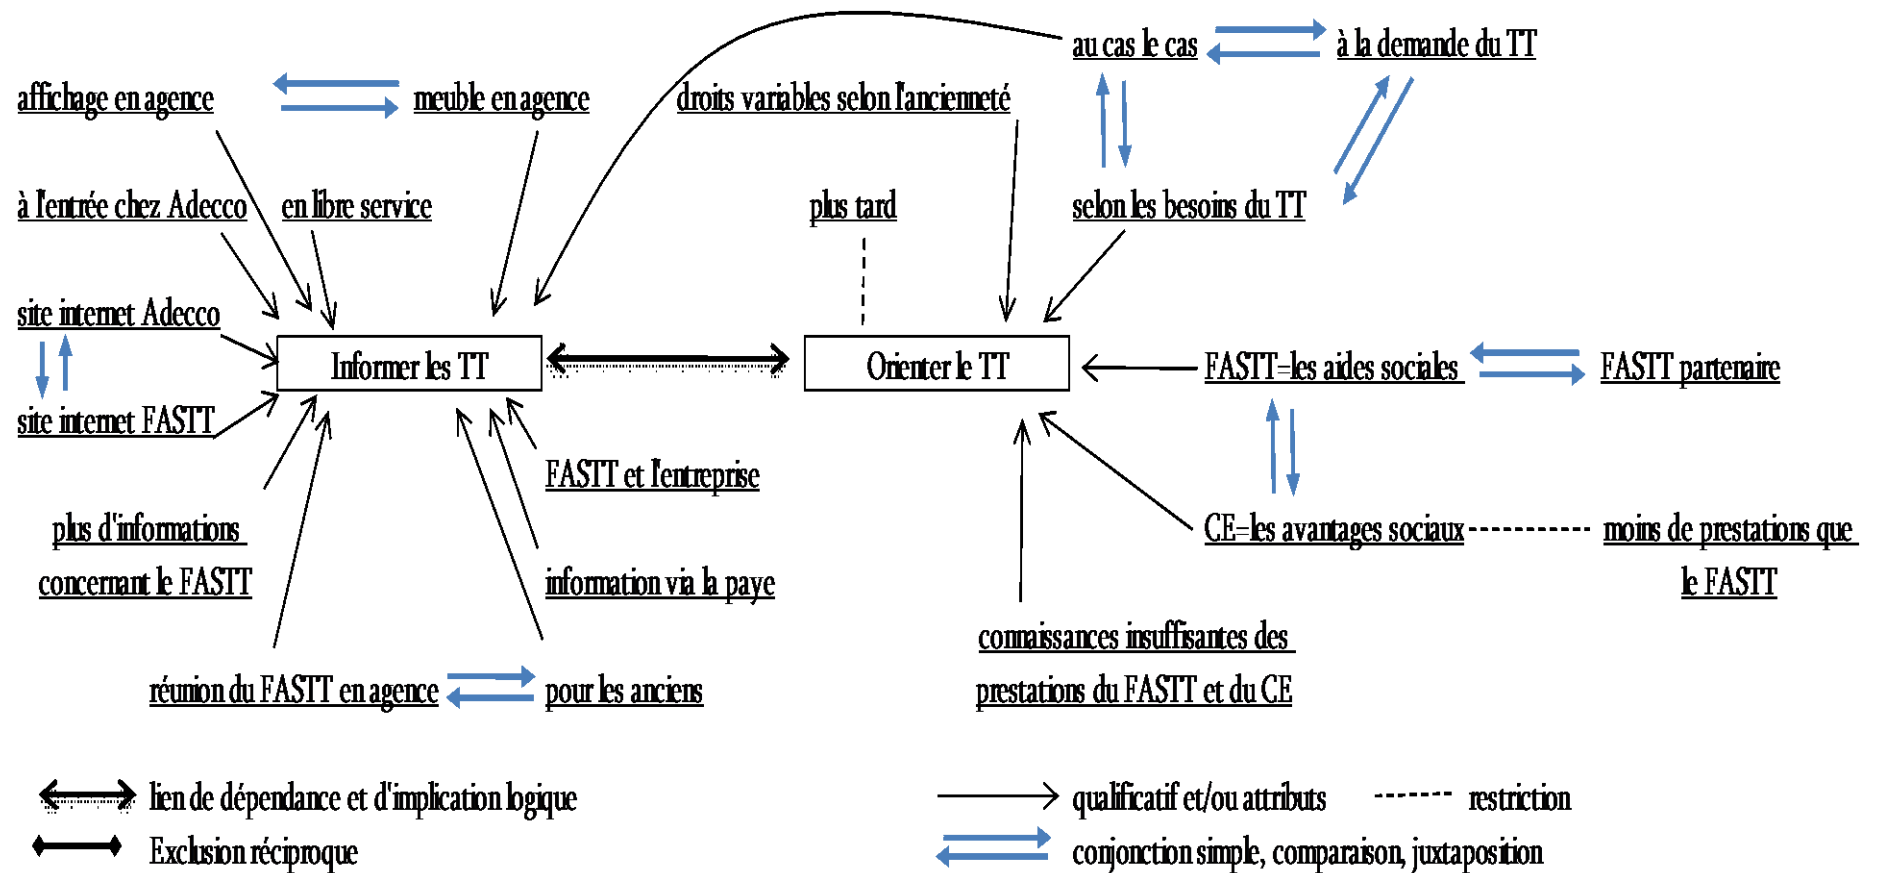 au cas le cas
à la demande du TT
affichage en agence
meuble en agence
droits variables selon l'ancienneté
à l'entrée chez Adecco
en libre service
plus tard
selon les besoins du TT
site internet Adecco
Informer les TT
Orienter le TT
FASTT=les aides sociales
FASTT partenaire
site internet FASTT
FASTT et l'entreprise
plus d'informations
concernant le FASTT
CE=les avantages sociaux
moins de prestations que
le FASTT
information via la paye
connaissances insuffisantes des
prestations du FASTT et du CE
réunion du FASTT en agence
pour les anciens
lien de dépendance et d'implication logique
qualificatif et/ou attributs
restriction
Exclusion réciproque
conjonction simple, comparaison, juxtaposition